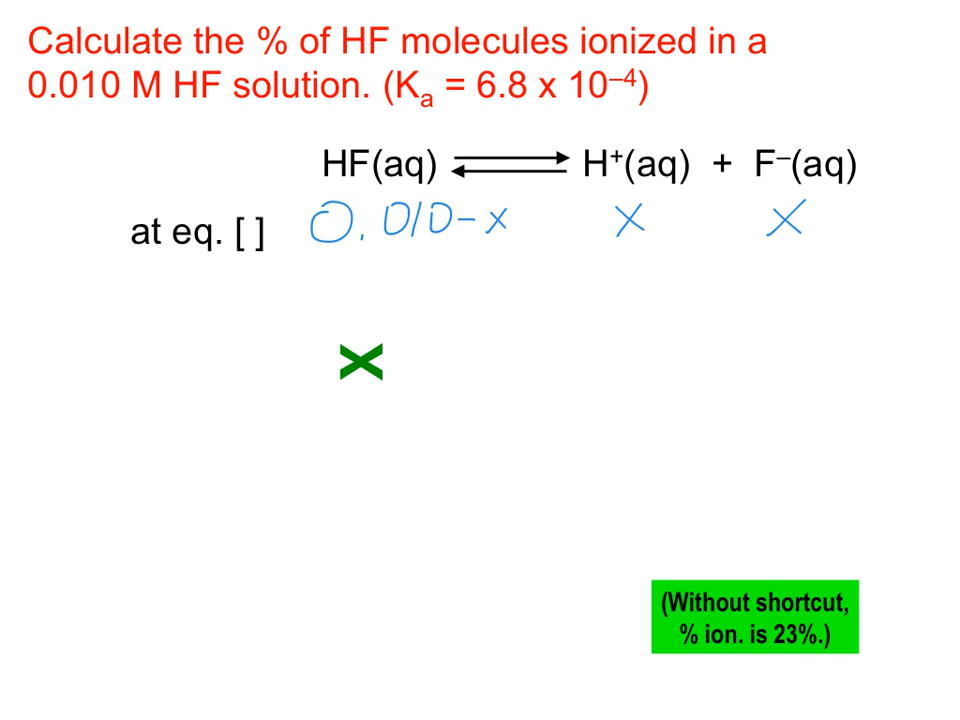 Calculate the % of HF molecules ionized in a
0.010 M HF solution. (Kₐ = 6.8 x 10⁻⁴)
HF(aq) ⇌ H⁺(aq) + F⁻(aq)
at eq. [ ] 0.010-x x x
x
(Without shortcut,
% ion. is 23%.)